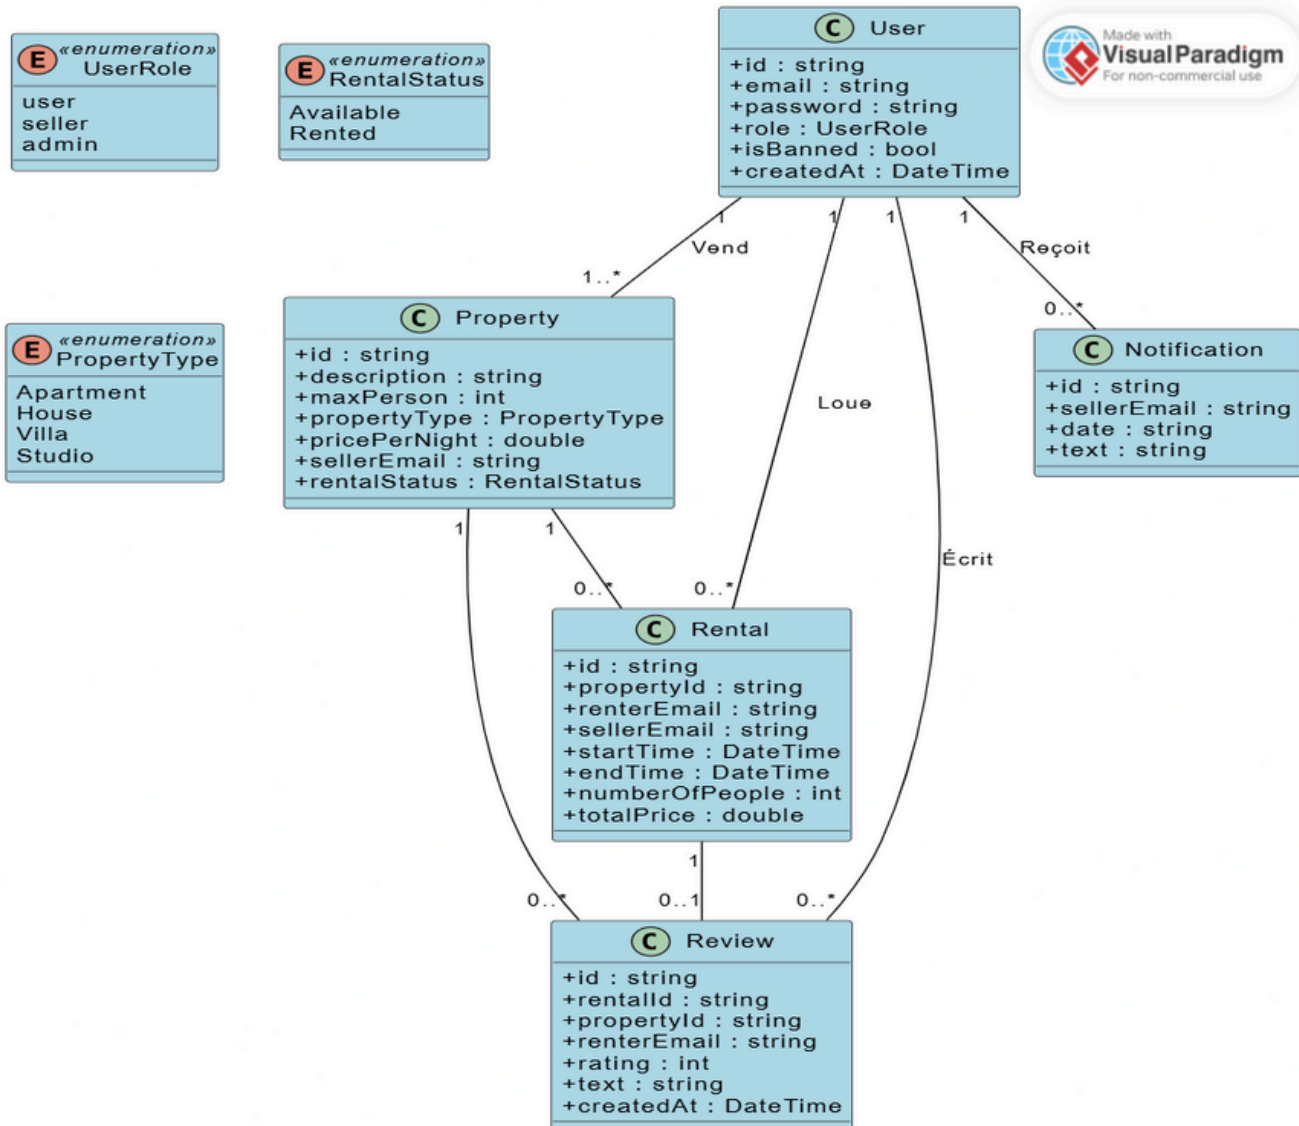 «enumeration»
UserRole
user
seller
admin
«enumeration»
RentalStatus
Available
Rented
C User
+id : string
+email : string
+password : string
+role : UserRole
+isBanned : bool
+createdAt : DateTime
Made with
Visual Paradigm
For non-commercial use
1
1
1
1
Vend
Reçoit
1..*
0..*
«enumeration»
PropertyType
Apartment
House
Villa
Studio
C Property
+id : string
+description : string
+maxPerson : int
+propertyType : PropertyType
+pricePerNight : double
+sellerEmail : string
+rentalStatus : RentalStatus
C Notification
+id : string
+sellerEmail : string
+date : string
+text : string
Loue
1
1
Écrit
0..*
0..*
C Rental
+id : string
+propertyId : string
+renterEmail : string
+sellerEmail : string
+startTime : DateTime
+endTime : DateTime
+numberOfPeople : int
+totalPrice : double
1
0..*
0..1
0..*
C Review
+id : string
+rentalId : string
+propertyId : string
+renterEmail : string
+rating : int
+text : string
+createdAt : DateTime
E
E
E